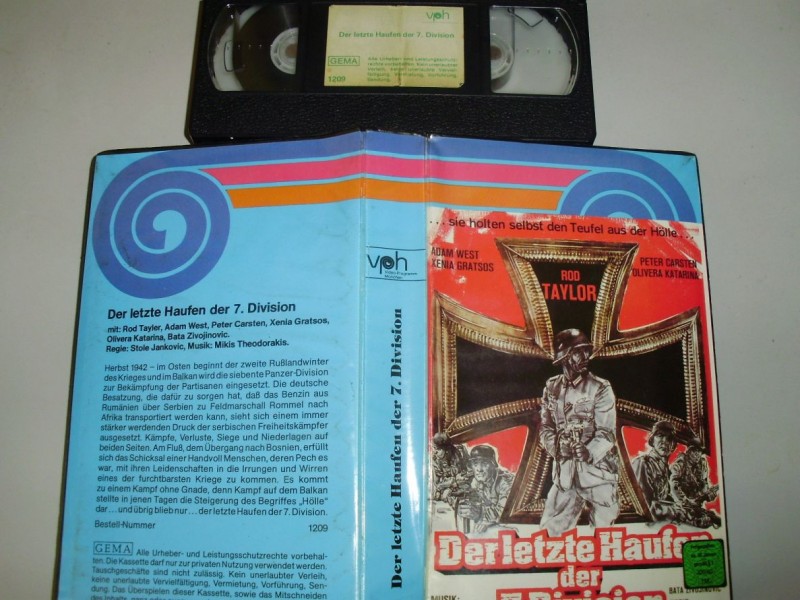 vph
Der letzte Haufen der 7. Division
GEMA
1209
Der letzte Haufen der 7. Division
mit: Rod Tayler, Adam West, Peter Carsten, Xenia Gratsos,
Olivera Katarina, Bata Zivojinovic.
Regie: Stole Jankovic, Musik: Mikis Theodorakis.
Herbst 1942 – im Osten beginnt der zweite Rußlandwinter
des Krieges und im Balkan wird die siebente Panzer-Division
zur Bekämpfung der Partisanen eingesetzt. Die deutsche
Besatzung, die dafür zu sorgen hat, daß das Benzin aus
Rumänien über Serbien zu Feldmarschall Rommel nach
Afrika transportiert werden kann, sieht sich einem immer
stärker werdenden Druck der serbischen Freiheitskämpfer
ausgesetzt. Kämpfe, Verluste, Siege und Niederlagen auf
beiden Seiten. Am Fluß, dem Übergang nach Bosnien, erfüllt
sich das Schicksal einer Handvoll Menschen, deren Pech es
war, mit ihren Leidenschaften in die Irrungen und Wirren
eines der furchtbarsten Kriege zu kommen. Es kommt
zu einem Kampf ohne Gnade, denn Kampf auf dem Balkan
stellte in jenen Tagen die Steigerung des Begriffes „Hölle"
dar... und übrig blieb nur... der letzte Haufen der 7. Division.
Bestell-Nummer 1209
GEMA Alle Urheber- und Leistungsschutzrechte vorbehal-
ten. Die Kassette darf nur zur privaten Nutzung verwendet werden.
Tauschgeschäfte sind nicht zulässig. Kein unerlaubter Verleih,
keine unerlaubte Vervielfältigung, Vermietung, Vorführung, Sen-
dung. Das Überspielen dieser Kassette, sowie das Mitschneiden
vph
Der letzte Haufen der 7. Division
... sie holten selbst den Teufel aus der Hölle ...
ADAM WEST
XENIA GRATSOS
ROD
TAYLOR
PETER CARSTEN
OLIVERA KATARINA
Der letzte Haufen
der
7. Division
MUSIK:
BATA ZIVOJINOVIC